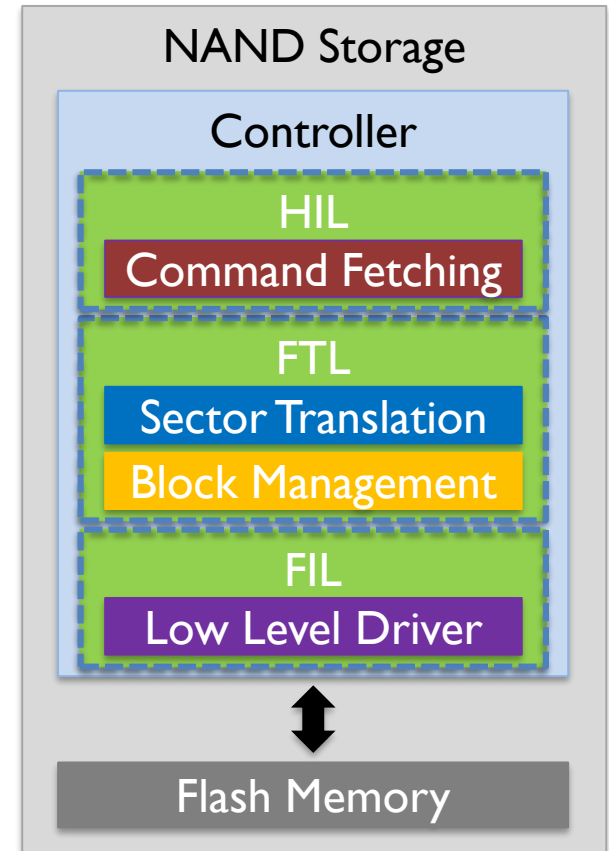 NAND Storage
Controller
HIL
Command Fetching
FTL
Sector Translation
Block Management
FIL
Low Level Driver
Flash Memory